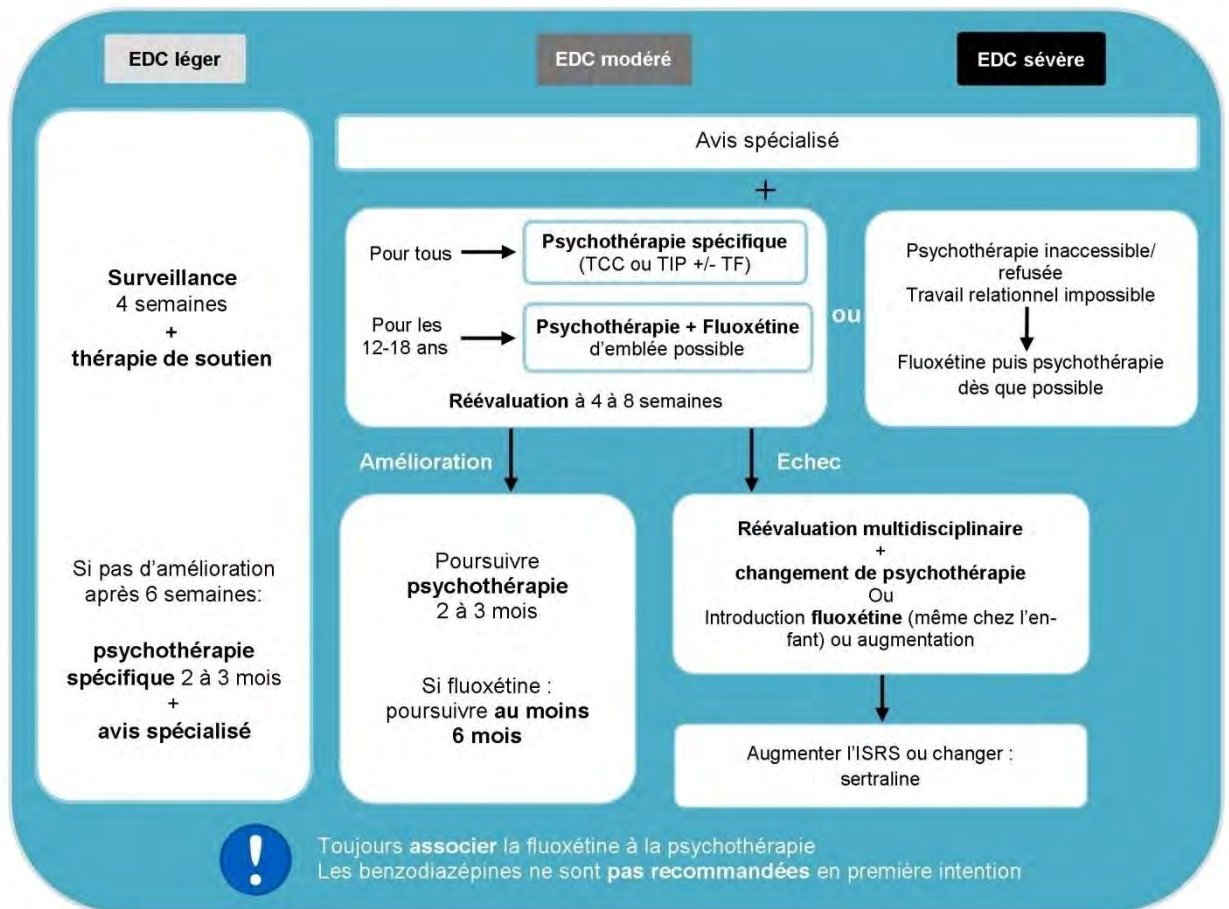 EDC léger
EDC modéré
EDC sévère
Surveillance
4 semaines
+
thérapie de soutien
Si pas d'amélioration
après 6 semaines:
psychothérapie
spécifique 2 à 3 mois
+
avis spécialisé
Avis spécialisé
+
Pour tous
Psychothérapie spécifique
(TCC ou TIP +/- TF)
Pour les
12-18 ans
Psychothérapie + Fluoxétine
d'emblée possible
Réévaluation à 4 à 8 semaines
ou
Psychothérapie inaccessible/
refusée
Travail relationnel impossible
Fluoxétine puis psychothérapie
dès que possible
Amélioration
Echec
Poursuivre
psychothérapie
2 à 3 mois
Si fluoxétine :
poursuivre au moins
6 mois
Réévaluation multidisciplinaire
+
changement de psychothérapie
Ou
Introduction fluoxétine (même chez l'en-
fant) ou augmentation
Augmenter l'ISRS ou changer :
sertraline
!
Toujours associer la fluoxétine à la psychothérapie
Les benzodiazépines ne sont pas recommandées en première intention